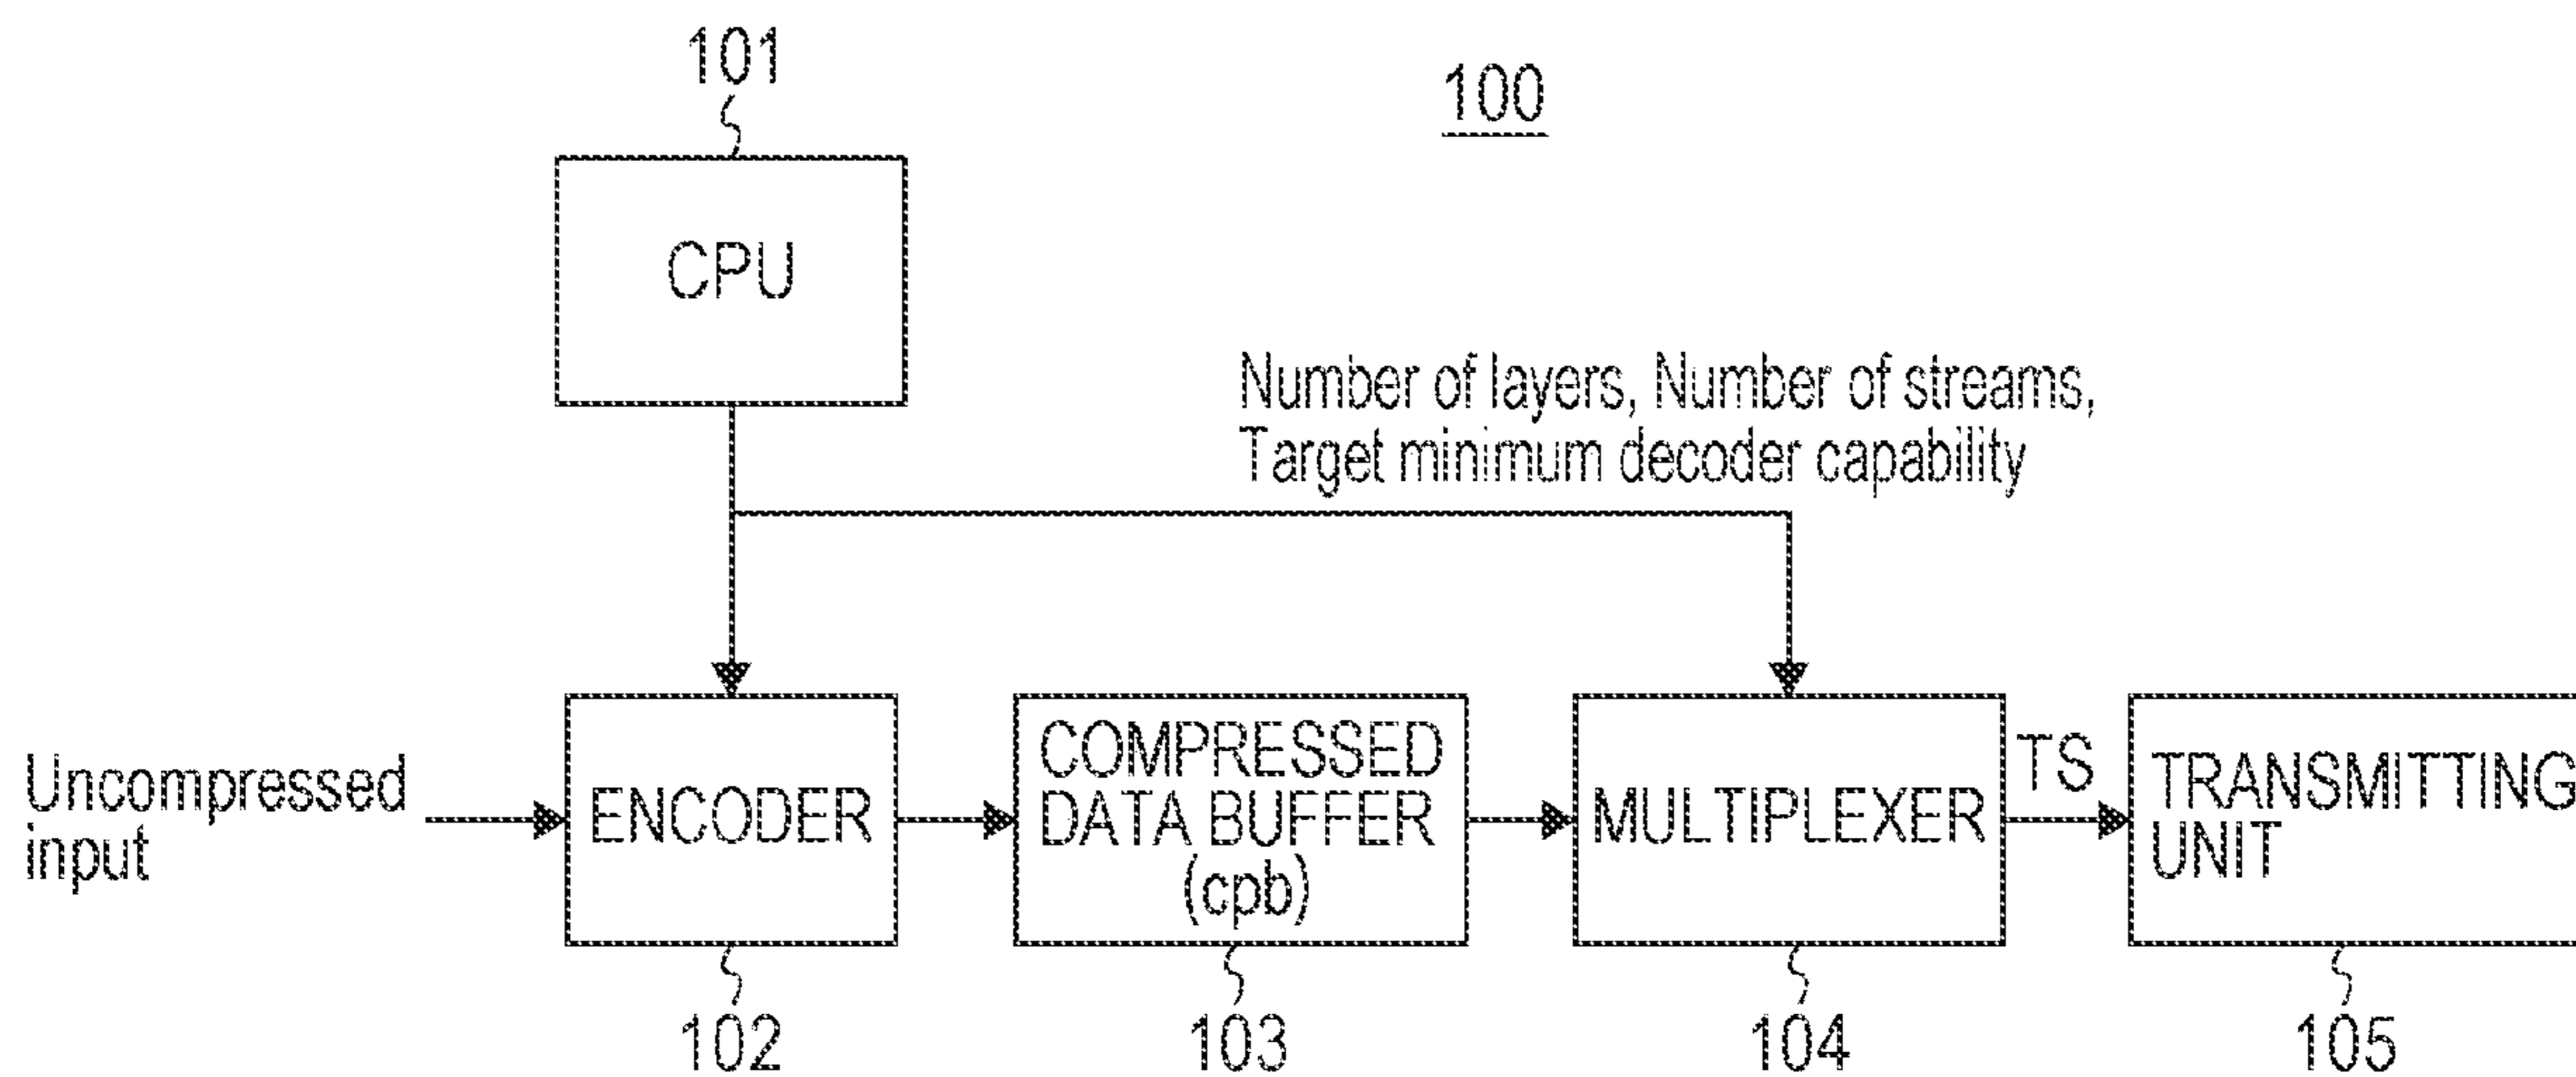 101
100
CPU
Number of layers, Number of streams,
Target minimum decoder capability
Uncompressed
input
ENCODER
COMPRESSED
DATA BUFFER
(cpb)
MULTIPLEXER
TS
TRANSMITTING
UNIT
102
103
104
105